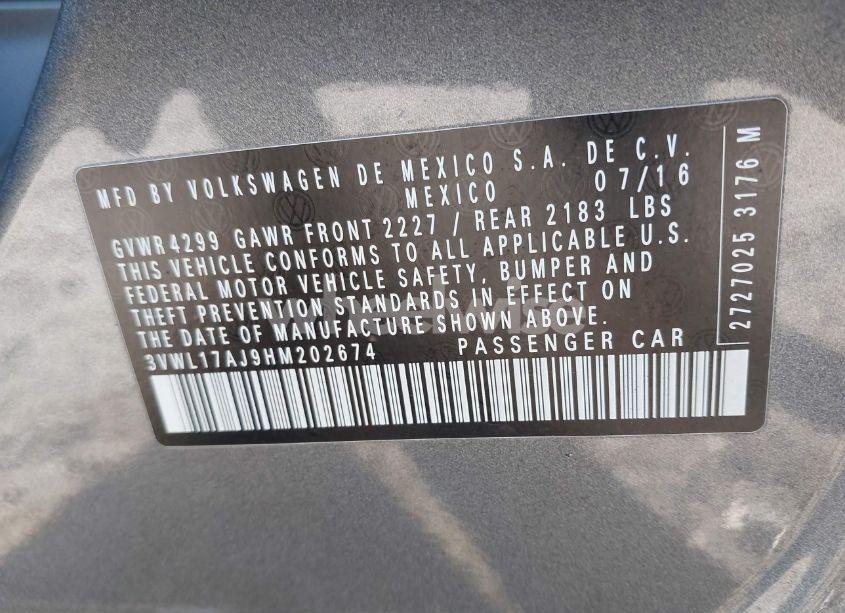 MFD BY VOLKSWAGEN DE MEXICO S.A. DE C.V.
MEXICO 07/16
GVWR 4299 GAWR FRONT 2227 / REAR 2183 LBS
THIS VEHICLE CONFORMS TO ALL APPLICABLE U.S.
FEDERAL MOTOR VEHICLE SAFETY, BUMPER AND
THEFT PREVENTION STANDARDS IN EFFECT ON
THE DATE OF MANUFACTURE SHOWN ABOVE.
3VWL17AJ9HM202674 PASSENGER CAR
2727025 3176 M